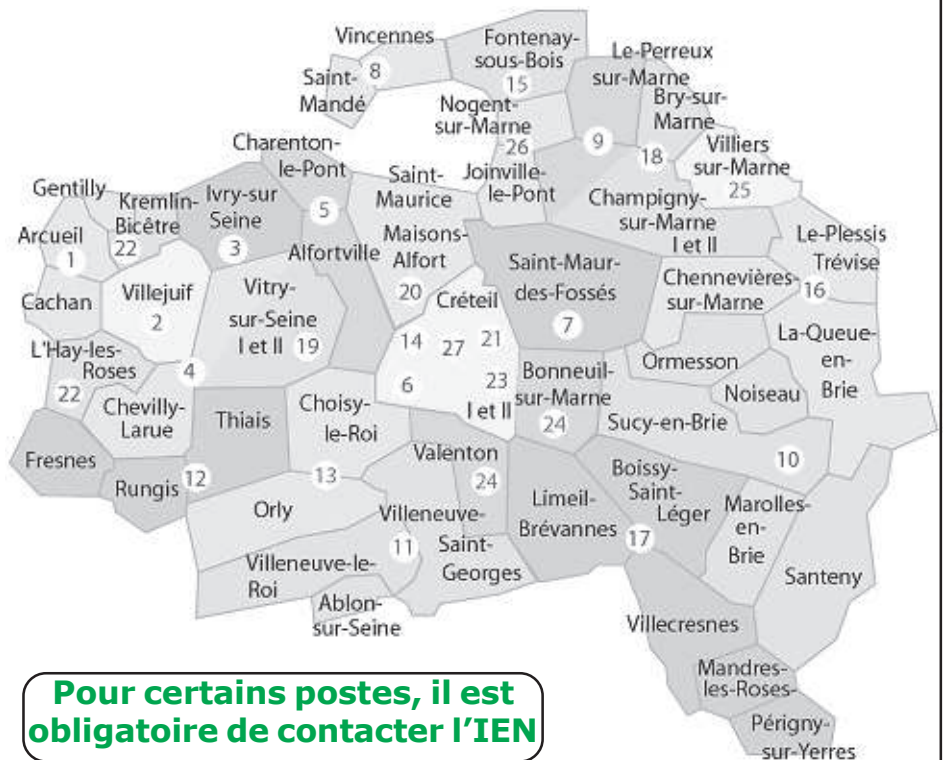 Vincennes
8
Saint-
Mandé
Fontenay-
sous-Bois
15
Le-Perreux
sur-Marne
9
Bry-sur-
Marne
18
Nogent-
sur-Marne
26
Villiers
sur-Marne
25
Charenton-
le-Pont
5
Saint-
Maurice
Joinville-
le-Pont
Champigny-
sur-Marne
I et II
Gentilly
Kremlin-
Bicêtre
22
Ivry-sur
Seine
3
Arcueil
1
Alfortville
Maisons-
Alfort
20
Saint-Maur-
des-Fossés
7
Le-Plessis
Trévise
16
Chennevières-
sur-Marne
Cachan
Villejuif
2
Vitry-
sur-Seine
I et II 19
Créteil
14
27
21
6
23
I et II
La-Queue-
en-
Brie
L'Hay-les-
Roses
22
4
Ormesson
Noiseau
Bonneuil-
sur-Marne
24
Chevilly-
Larue
Thiais
Choisy-
le-Roi
13
Sucy-en-Brie
10
Fresnes
Rungis
12
Valenton
24
Boissy-
Saint-
Léger
17
Limeil-
Brévannes
Marolles-
en-
Brie
Orly
Villeneuve-
Saint-
Georges
11
Villeneuve-le-
Roi
Santeny
Ablon-
sur-Seine
Villecresnes
Mandres-
les-Roses-
Périgny-
sur-Yerres
Pour certains postes, il est
obligatoire de contacter l’IEN